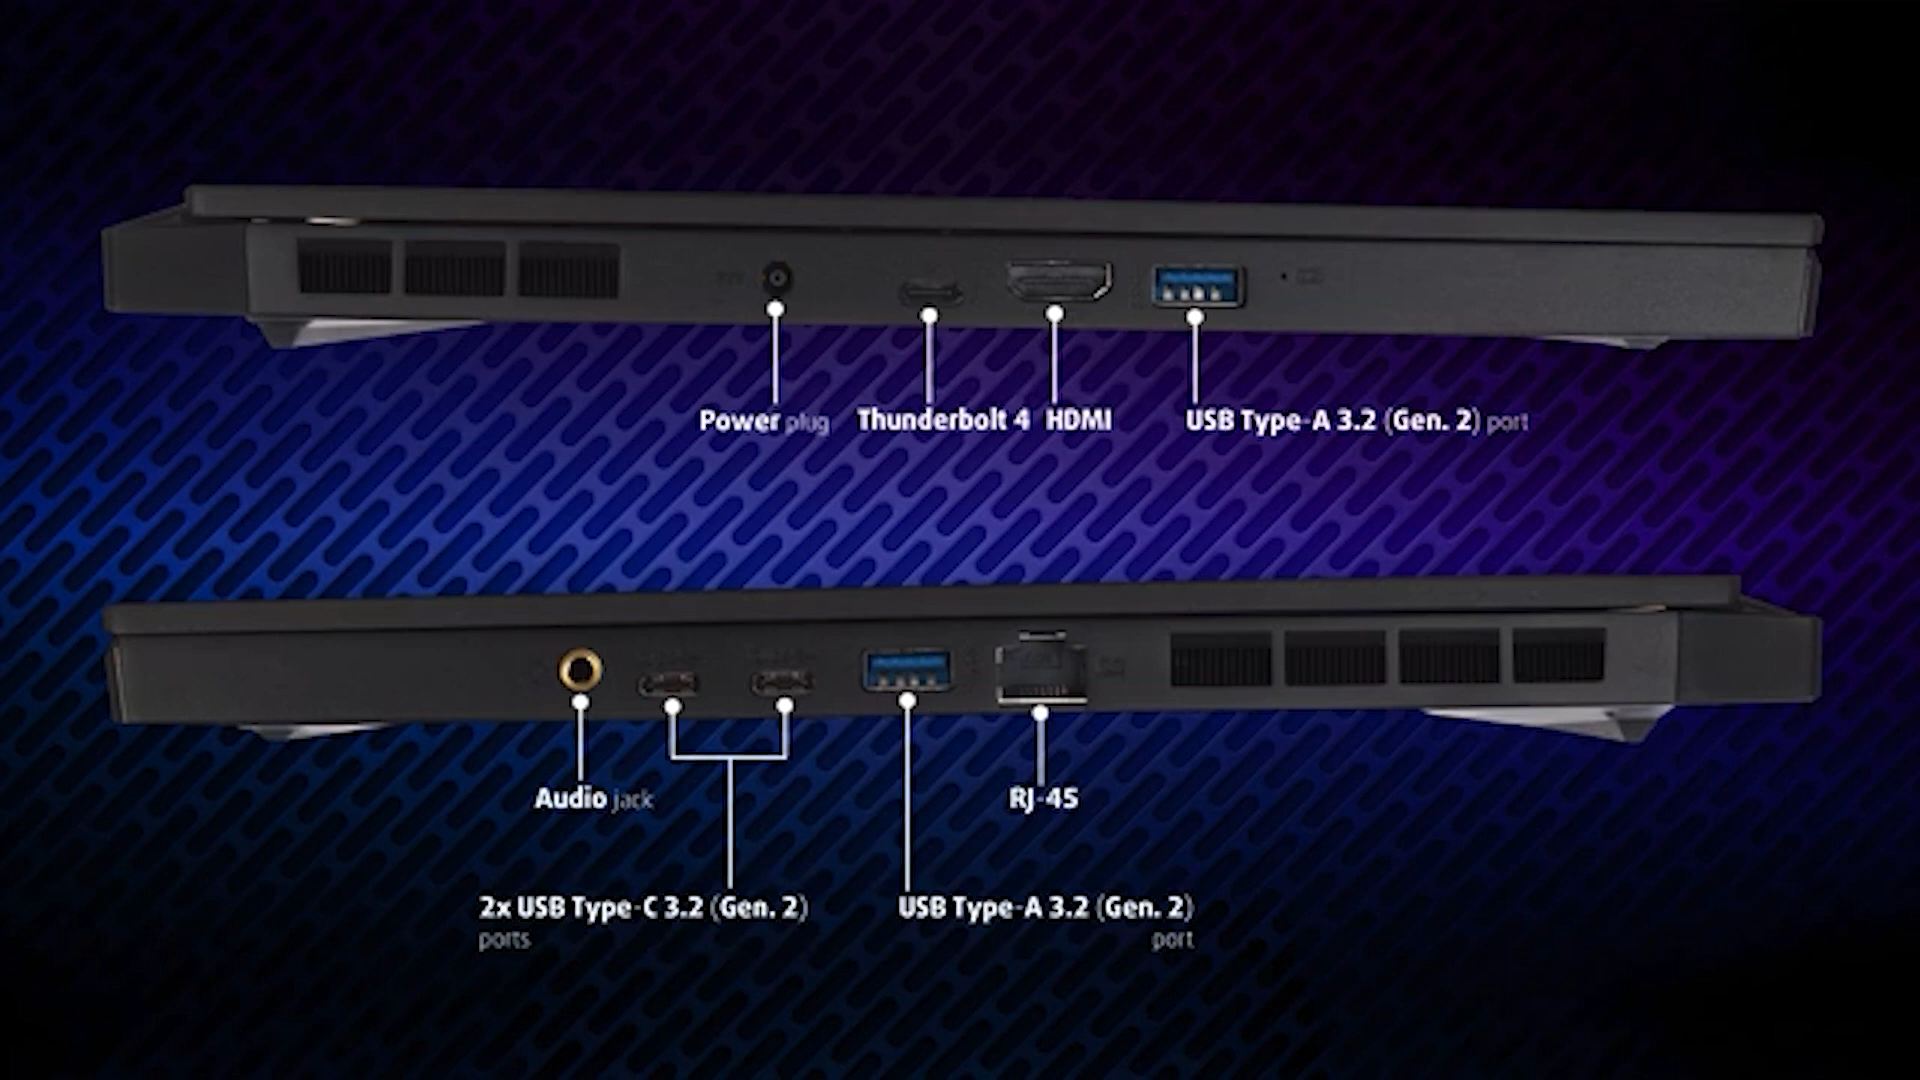 Power plug
Thunderbolt 4
HDMI
USB Type-A 3.2 (Gen. 2) port
Audio jack
RJ-45
2x USB Type-C 3.2 (Gen. 2)
ports
USB Type-A 3.2 (Gen. 2)
port